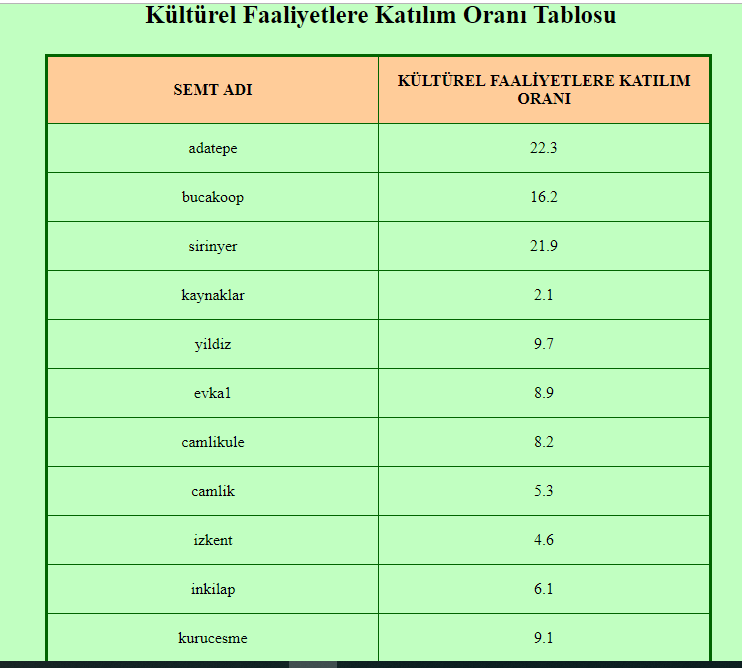 Kültürel Faaliyetlere Katılım Oranı Tablosu
SEMT ADI
KÜLTÜREL FAALİYETLERE KATILIM
ORANI
adatepe 22.3
bucakoop 16.2
sirinyer 21.9
kaynaklar 2.1
yildiz 9.7
evka1 8.9
camlikule 8.2
camlik 5.3
izkent 4.6
inkilap 6.1
kurucesme 9.1